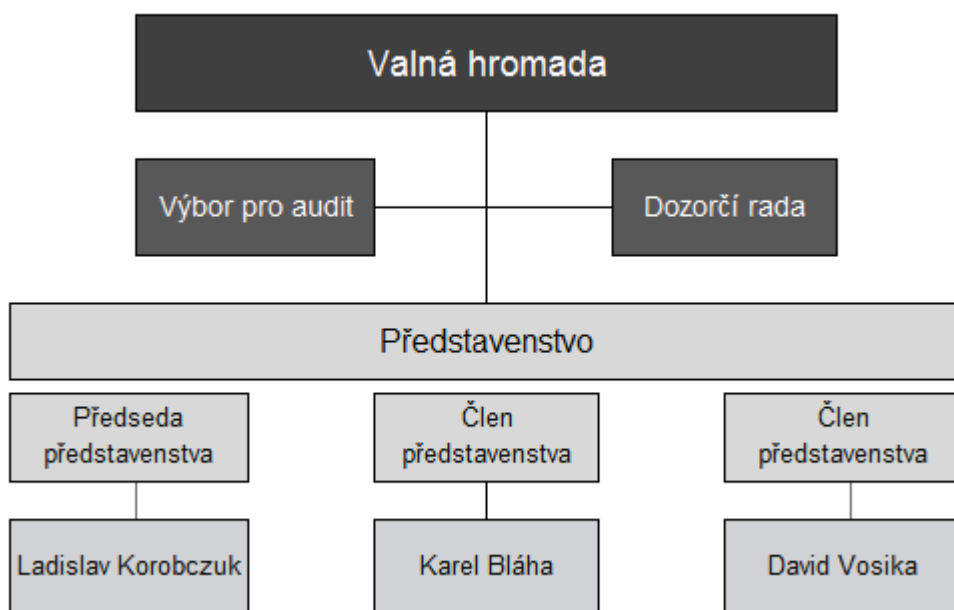 Valná hromada
Výbor pro audit
Dozorčí rada
Představenstvo
Předseda
představenstva
Člen
představenstva
Člen
představenstva
Ladislav Korobczuk
Karel Bláha
David Vosika